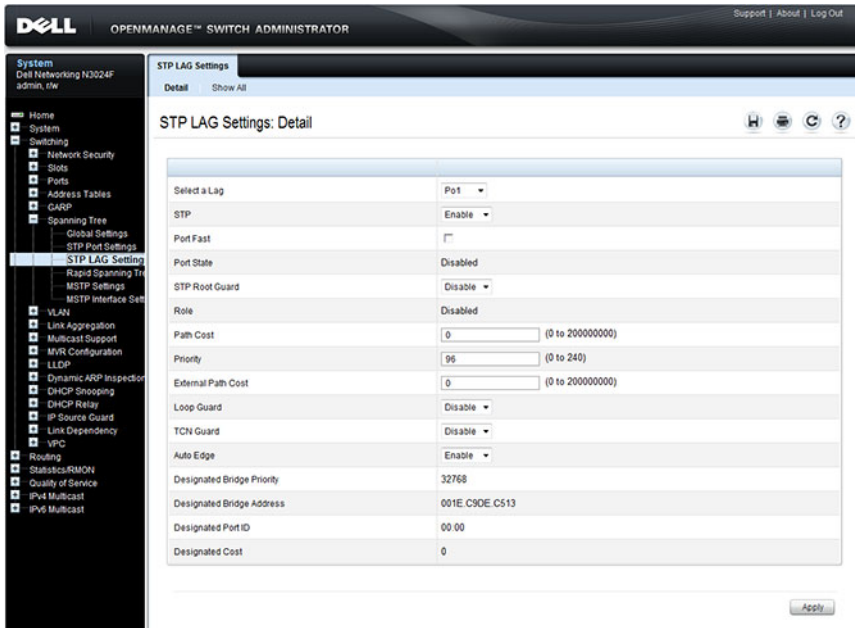 Support | About | Log Out
DELL OPENMANAGE™ SWITCH ADMINISTRATOR
System
Dell Networking N3024F
admin, r/w
Home
System
Switching
Network Security
Slots
Ports
Address Tables
GARP
Spanning Tree
Global Settings
STP Port Settings
STP LAG Setting
Rapid Spanning Tre
MSTP Settings
MSTP Interface Sett
VLAN
Link Aggregation
Multicast Support
MVR Configuration
LLDP
Dynamic ARP Inspection
DHCP Snooping
DHCP Relay
IP Source Guard
Link Dependency
VPC
Routing
Statistics/RMON
Quality of Service
IPv4 Multicast
IPv6 Multicast
STP LAG Settings
Detail Show All
STP LAG Settings: Detail
?
Select a Lag Po1
STP Enable
Port Fast
Port State Disabled
STP Root Guard Disable
Role Disabled
Path Cost 0 (0 to 200000000)
Priority 96 (0 to 240)
External Path Cost 0 (0 to 200000000)
Loop Guard Disable
TCN Guard Disable
Auto Edge Enable
Designated Bridge Priority 32768
Designated Bridge Address 001E.C9DE.C513
Designated Port ID 00:00
Designated Cost 0
Apply